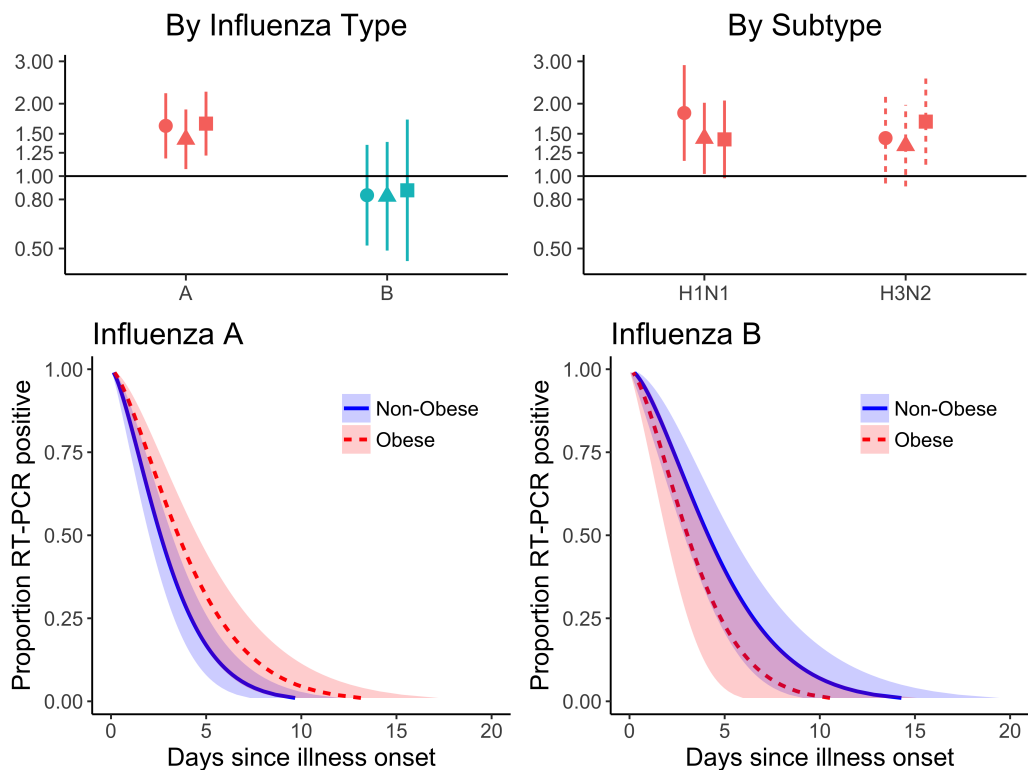 By Influenza Type
3.00
2.00
1.50
1.25
1.00
0.80
0.50
A B
By Subtype
3.00
2.00
1.50
1.25
1.00
0.80
0.50
H1N1 H3N2
Influenza A
Proportion RT-PCR positive
1.00
0.75
0.50
0.25
0.00
Non-Obese
Obese
0 5 10 15 20
Days since illness onset
Influenza B
Proportion RT-PCR positive
1.00
0.75
0.50
0.25
0.00
Non-Obese
Obese
0 5 10 15 20
Days since illness onset